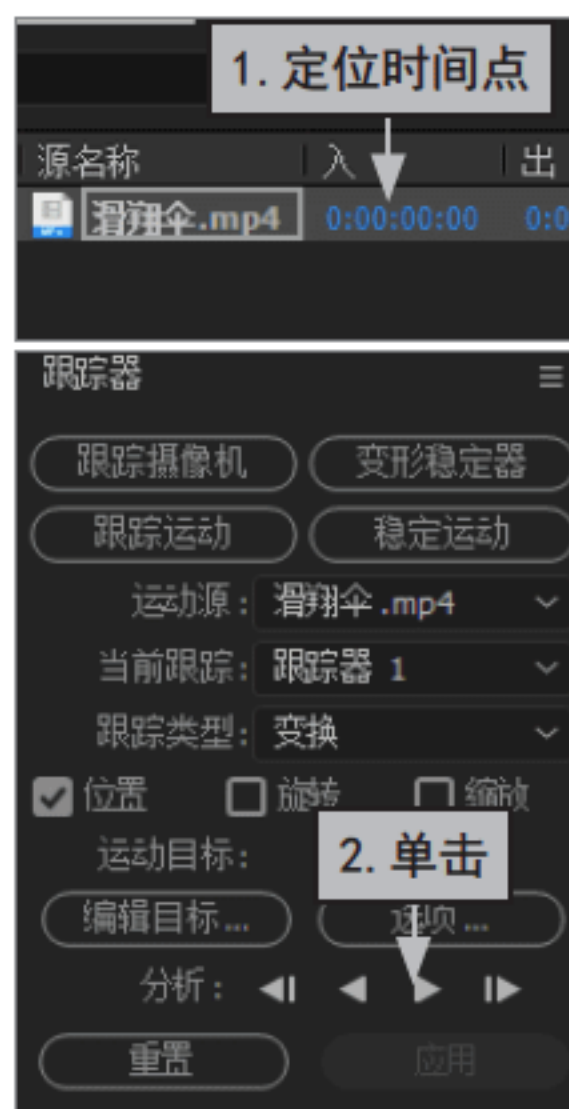 1. 定位时间点
源名称 入 出
滑翔伞.mp4 0:00:00:00 0:0
跟踪器
跟踪摄像机 变形稳定器
跟踪运动 稳定运动
运动源: 滑翔伞.mp4
当前跟踪: 跟踪器 1
跟踪类型: 变换
位置 旋转 缩放
运动目标:
2. 单击
编辑目标... 选项...
分析:
重置 应用